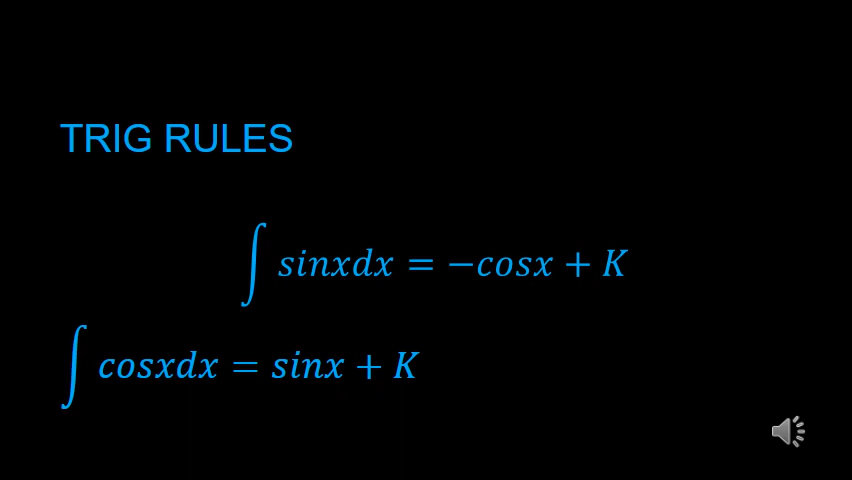 TRIG RULES
∫ sinxdx = −cosx + K
∫ cosxdx = sinx + K